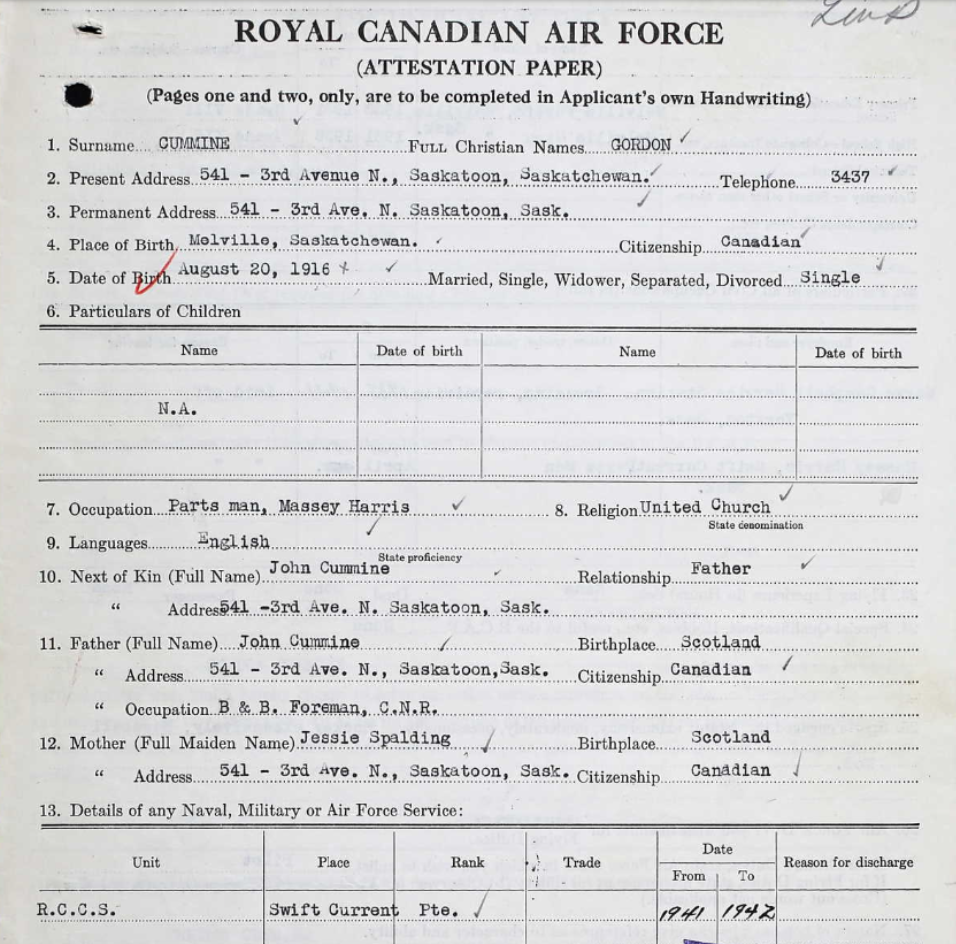 ROYAL CANADIAN AIR FORCE
(ATTESTATION PAPER)
(Pages one and two, only, are to be completed in Applicant's own Handwriting)
1. Surname CUMMINE FULL Christian Names GORDON
2. Present Address 541 - 3rd Avenue N., Saskatoon, Saskatchewan. Telephone 3437
3. Permanent Address 541 - 3rd Ave. N. Saskatoon, Sask.
4. Place of Birth Melville, Saskatchewan. Citizenship Canadian
5. Date of Birth August 20, 1916 Married, Single, Widower, Separated, Divorced Single
6. Particulars of Children
Name Date of birth Name Date of birth
N.A.
7. Occupation Parts man, Massey Harris 8. Religion United Church
State denomination
9. Languages English
State proficiency
10. Next of Kin (Full Name) John Cummine Relationship Father
" Address 541 -3rd Ave. N. Saskatoon, Sask.
11. Father (Full Name) John Cummine Birthplace Scotland
" Address 541 - 3rd Ave. N., Saskatoon,Sask. Citizenship Canadian
" Occupation B & B. Foreman, C.N.R.
12. Mother (Full Maiden Name) Jessie Spalding Birthplace Scotland
" Address 541 - 3rd Ave. N., Saskatoon, Sask. Citizenship Canadian
13. Details of any Naval, Military or Air Force Service:
Unit Place Rank Trade Date From To Reason for discharge
R.C.C.S. Swift Current Pte. 1941 1942